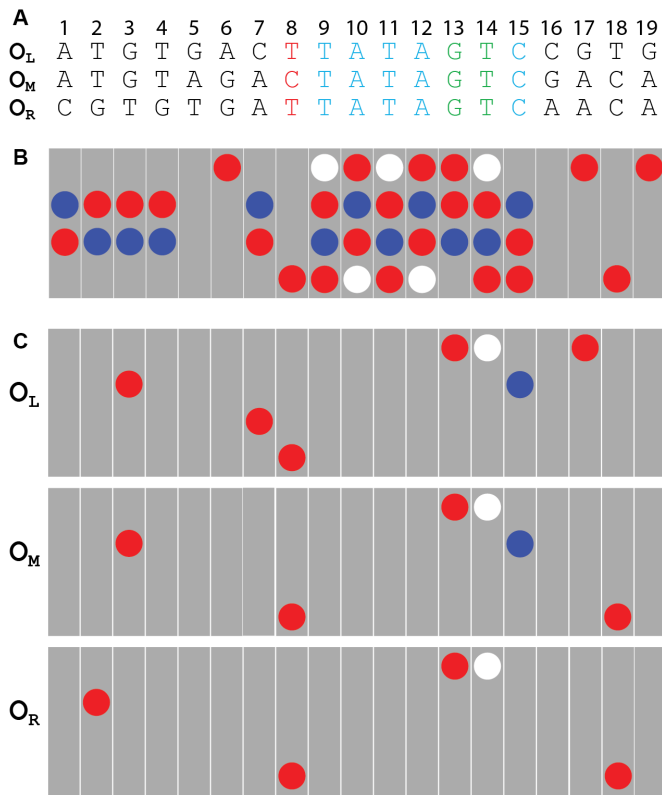 A
1 2 3 4 5 6 7 8 9 10 11 12 13 14 15 16 17 18 19
OL A T G T G A C T T A T A G T C C G T G
OM A T G T A G A C T A T A G T C G A C A
OR C G T G T G A T T A T A G T C A A C A
B
C
OL
OM
OR